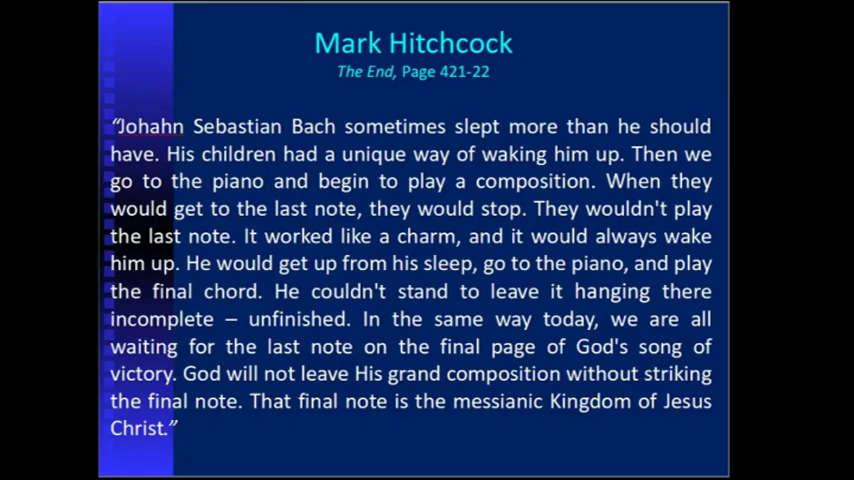 Mark Hitchcock
The End, Page 421-22
“Johahn Sebastian Bach sometimes slept more than he should
have. His children had a unique way of waking him up. Then we
go to the piano and begin to play a composition. When they
would get to the last note, they would stop. They wouldn't play
the last note. It worked like a charm, and it would always wake
him up. He would get up from his sleep, go to the piano, and play
the final chord. He couldn't stand to leave it hanging there
incomplete – unfinished. In the same way today, we are all
waiting for the last note on the final page of God's song of
victory. God will not leave His grand composition without striking
the final note. That final note is the messianic Kingdom of Jesus
Christ.”